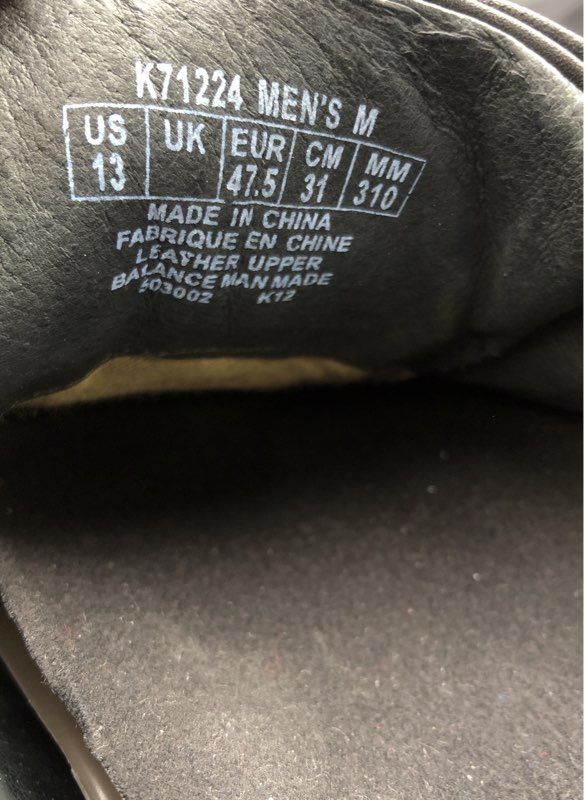 K71224 MEN'S M
US UK EUR CM MM
13 47.5 31 310
MADE IN CHINA
FABRIQUE EN CHINE
LEATHER UPPER
BALANCE MAN MADE
K12